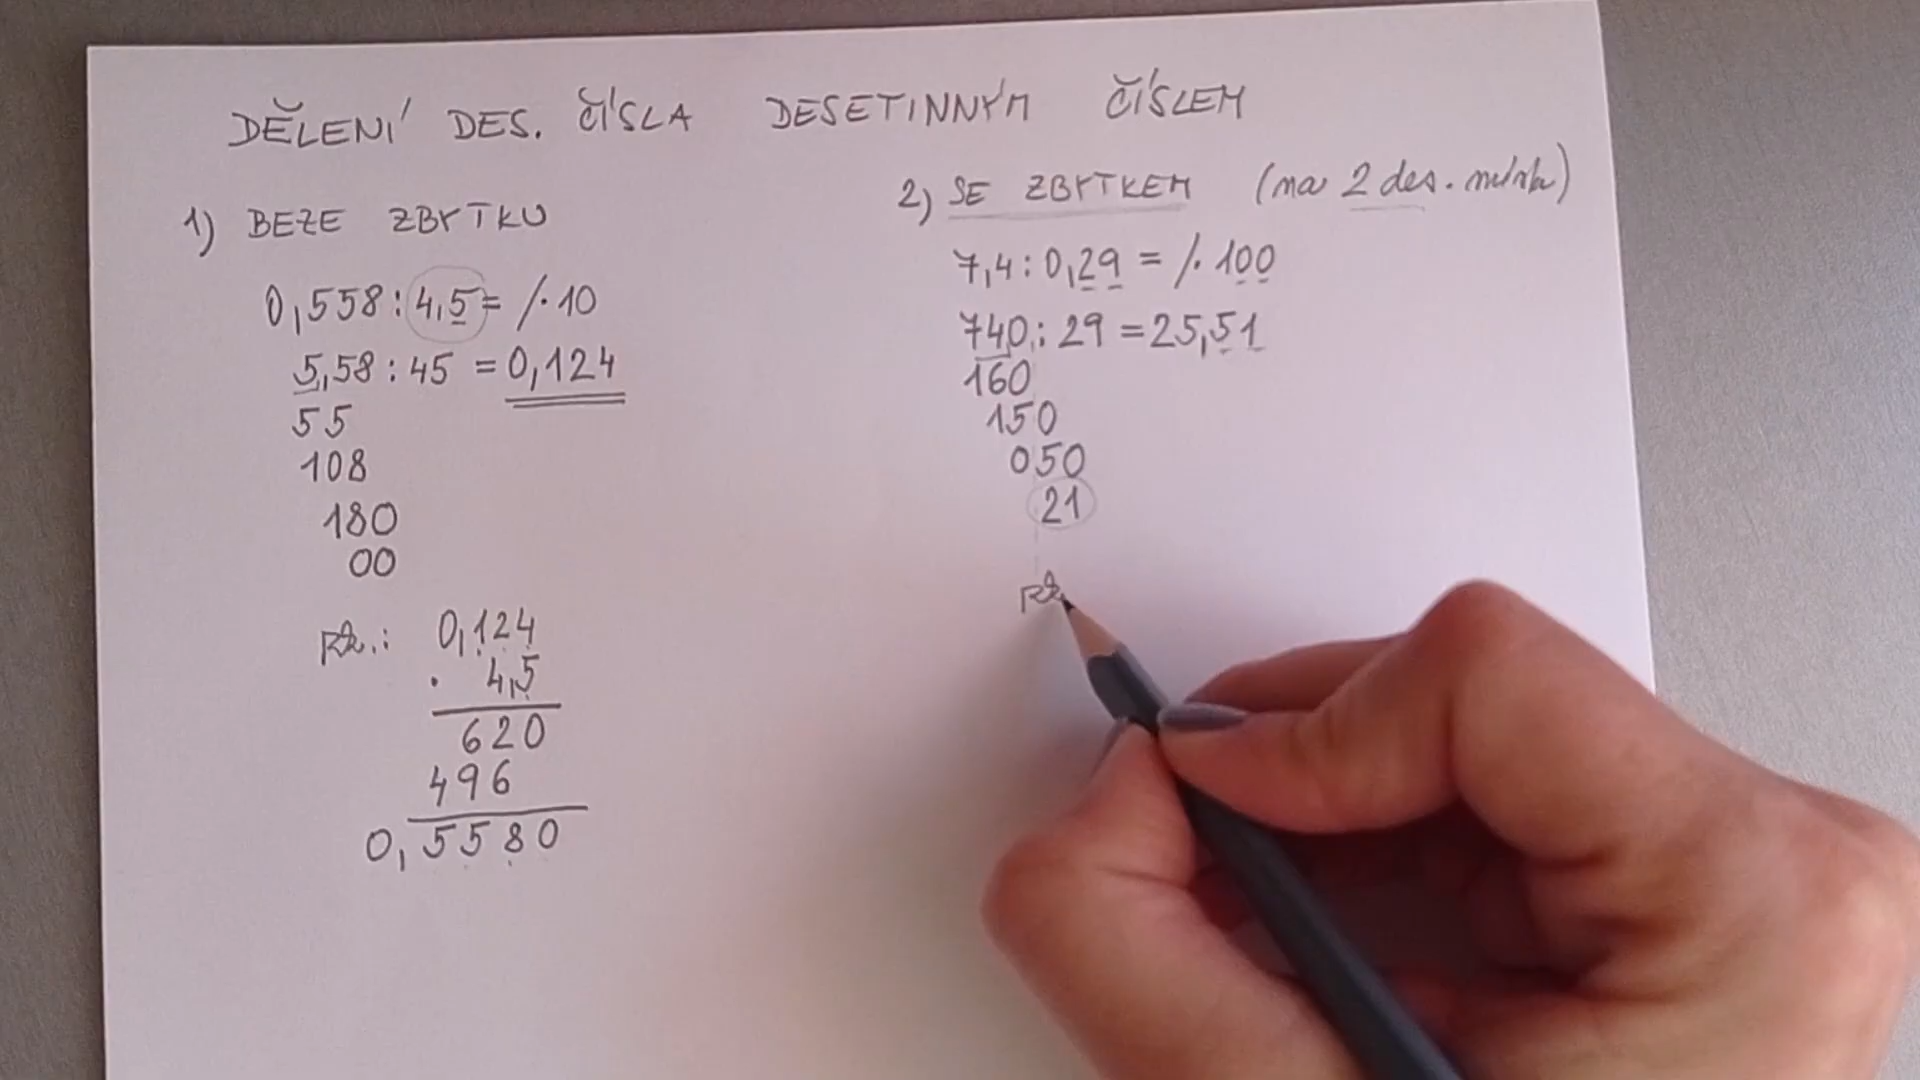 DĚLENÍ DES. ČÍSLA DESETINNÝM ČÍSLEM
1) BEZE ZBYTKU
0,558 : 4,5 = /· 10
5,58 : 45 = 0,124
55
108
180
00
Zk.: 0,124
· 4,5
620
496
0,5580
2) SE ZBYTKEM (na 2 des. místa)
7,4 : 0,29 = /· 100
740 : 29 = 25,51
160
150
050
21
Zk